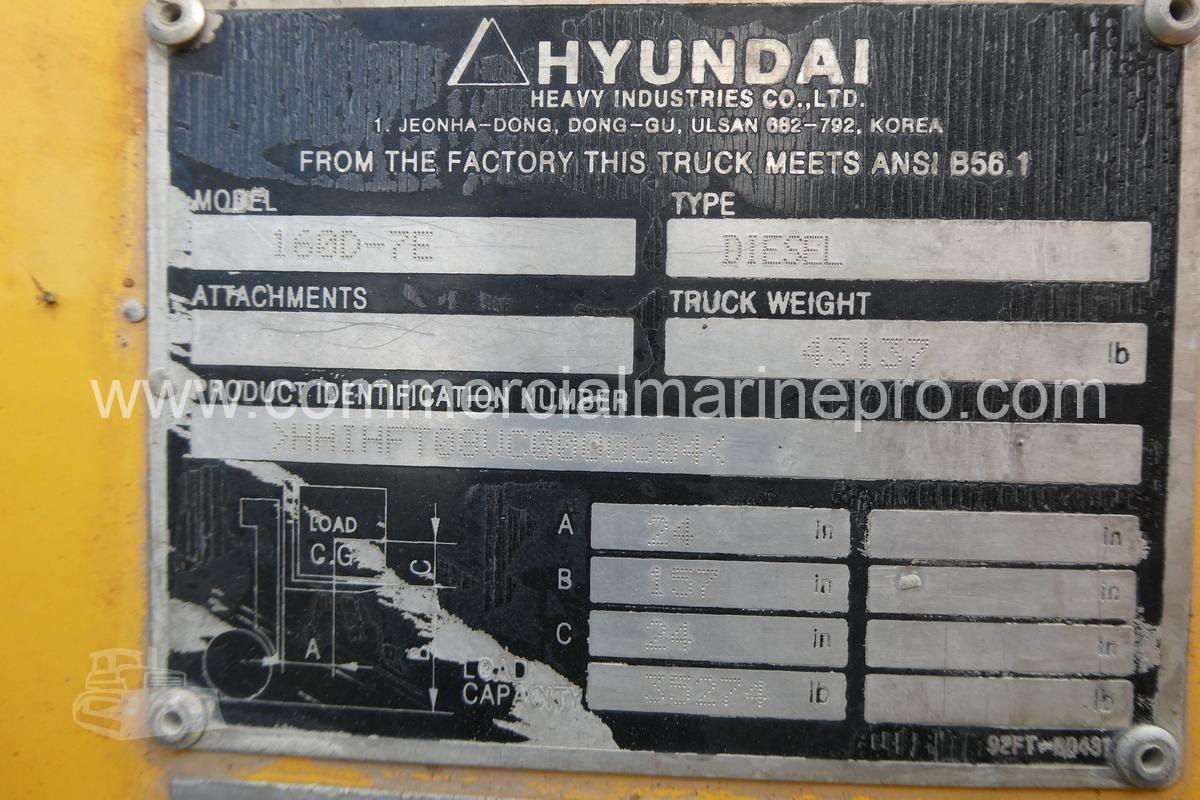 HYUNDAI
HEAVY INDUSTRIES CO.,LTD.
1. JEONHA-DONG, DONG-GU, ULSAN 682-792, KOREA
FROM THE FACTORY THIS TRUCK MEETS ANSI B56.1
MODEL TYPE
160D-7E DIESEL
ATTACHMENTS TRUCK WEIGHT
43137 lb
www.commercialmarinepro.com
PRODUCT IDENTIFICATION NUMBER
LOAD
C.G
C
A
B
A 24 in in
B 157 in in
C 24 in in
LOAD
CAPACITY 35274 lb lb